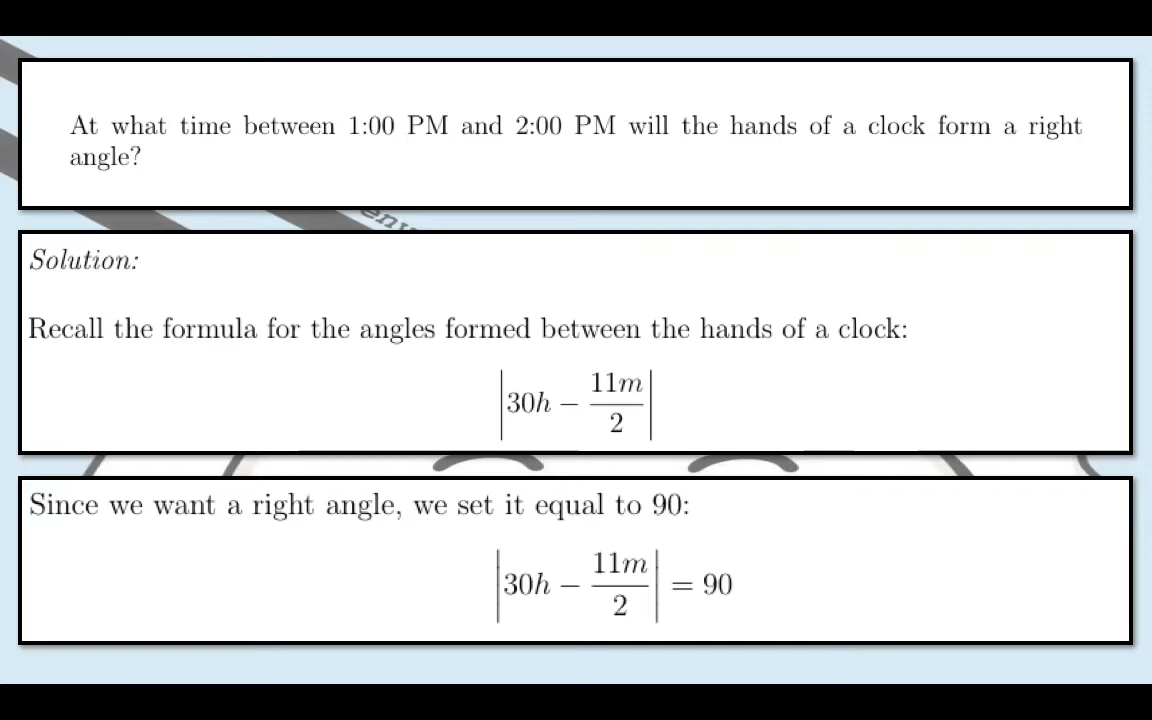 At what time between 1:00 PM and 2:00 PM will the hands of a clock form a right
angle?
enu
Solution:
Recall the formula for the angles formed between the hands of a clock:
|30h − 11m/2|
Since we want a right angle, we set it equal to 90:
|30h − 11m/2| = 90